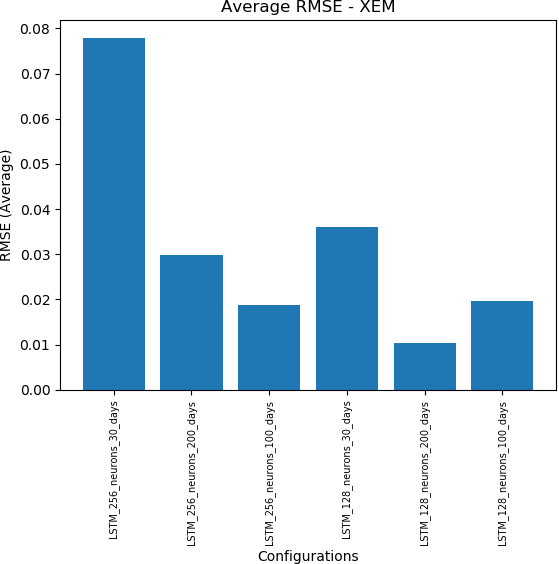 Average RMSE - XEM
RMSE (Average)
0.08
0.07
0.06
0.05
0.04
0.03
0.02
0.01
0.00
LSTM_256_neurons_30_days
LSTM_256_neurons_200_days
LSTM_256_neurons_100_days
LSTM_128_neurons_30_days
LSTM_128_neurons_200_days
LSTM_128_neurons_100_days
Configurations